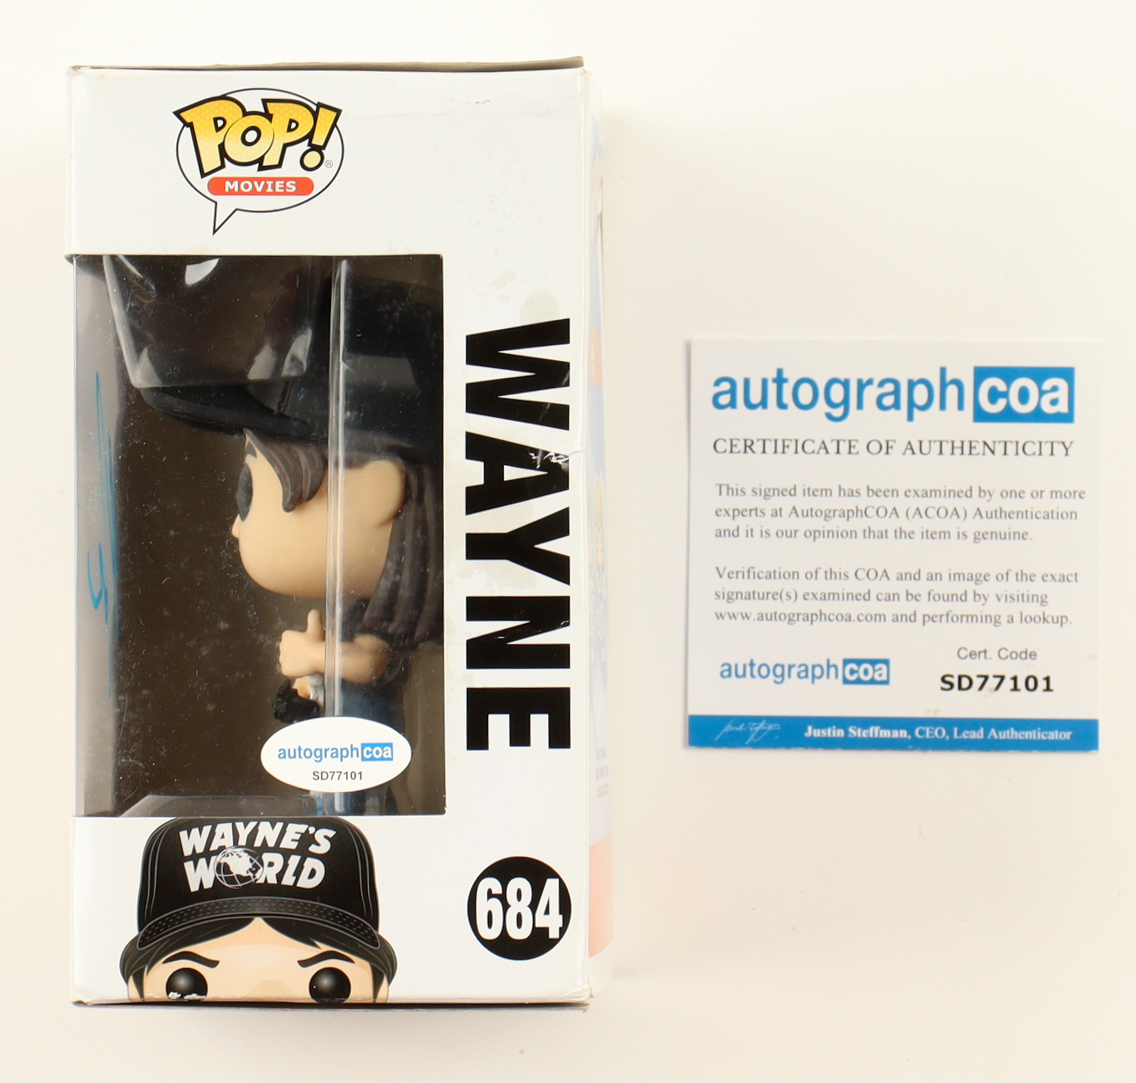 POP!
MOVIES
WAYNE
autographcoa
SD77101
WAYNE'S
WORLD
684
autographcoa
CERTIFICATE OF AUTHENTICITY
This signed item has been examined by one or more
experts at AutographCOA (ACOA) Authentication
and it is our opinion that the item is genuine.
Verification of this COA and an image of the exact
signature(s) examined can be found by visiting
www.autographcoa.com and performing a lookup.
autographcoa
Cert. Code
SD77101
Justin Steffman, CEO, Lead Authenticator